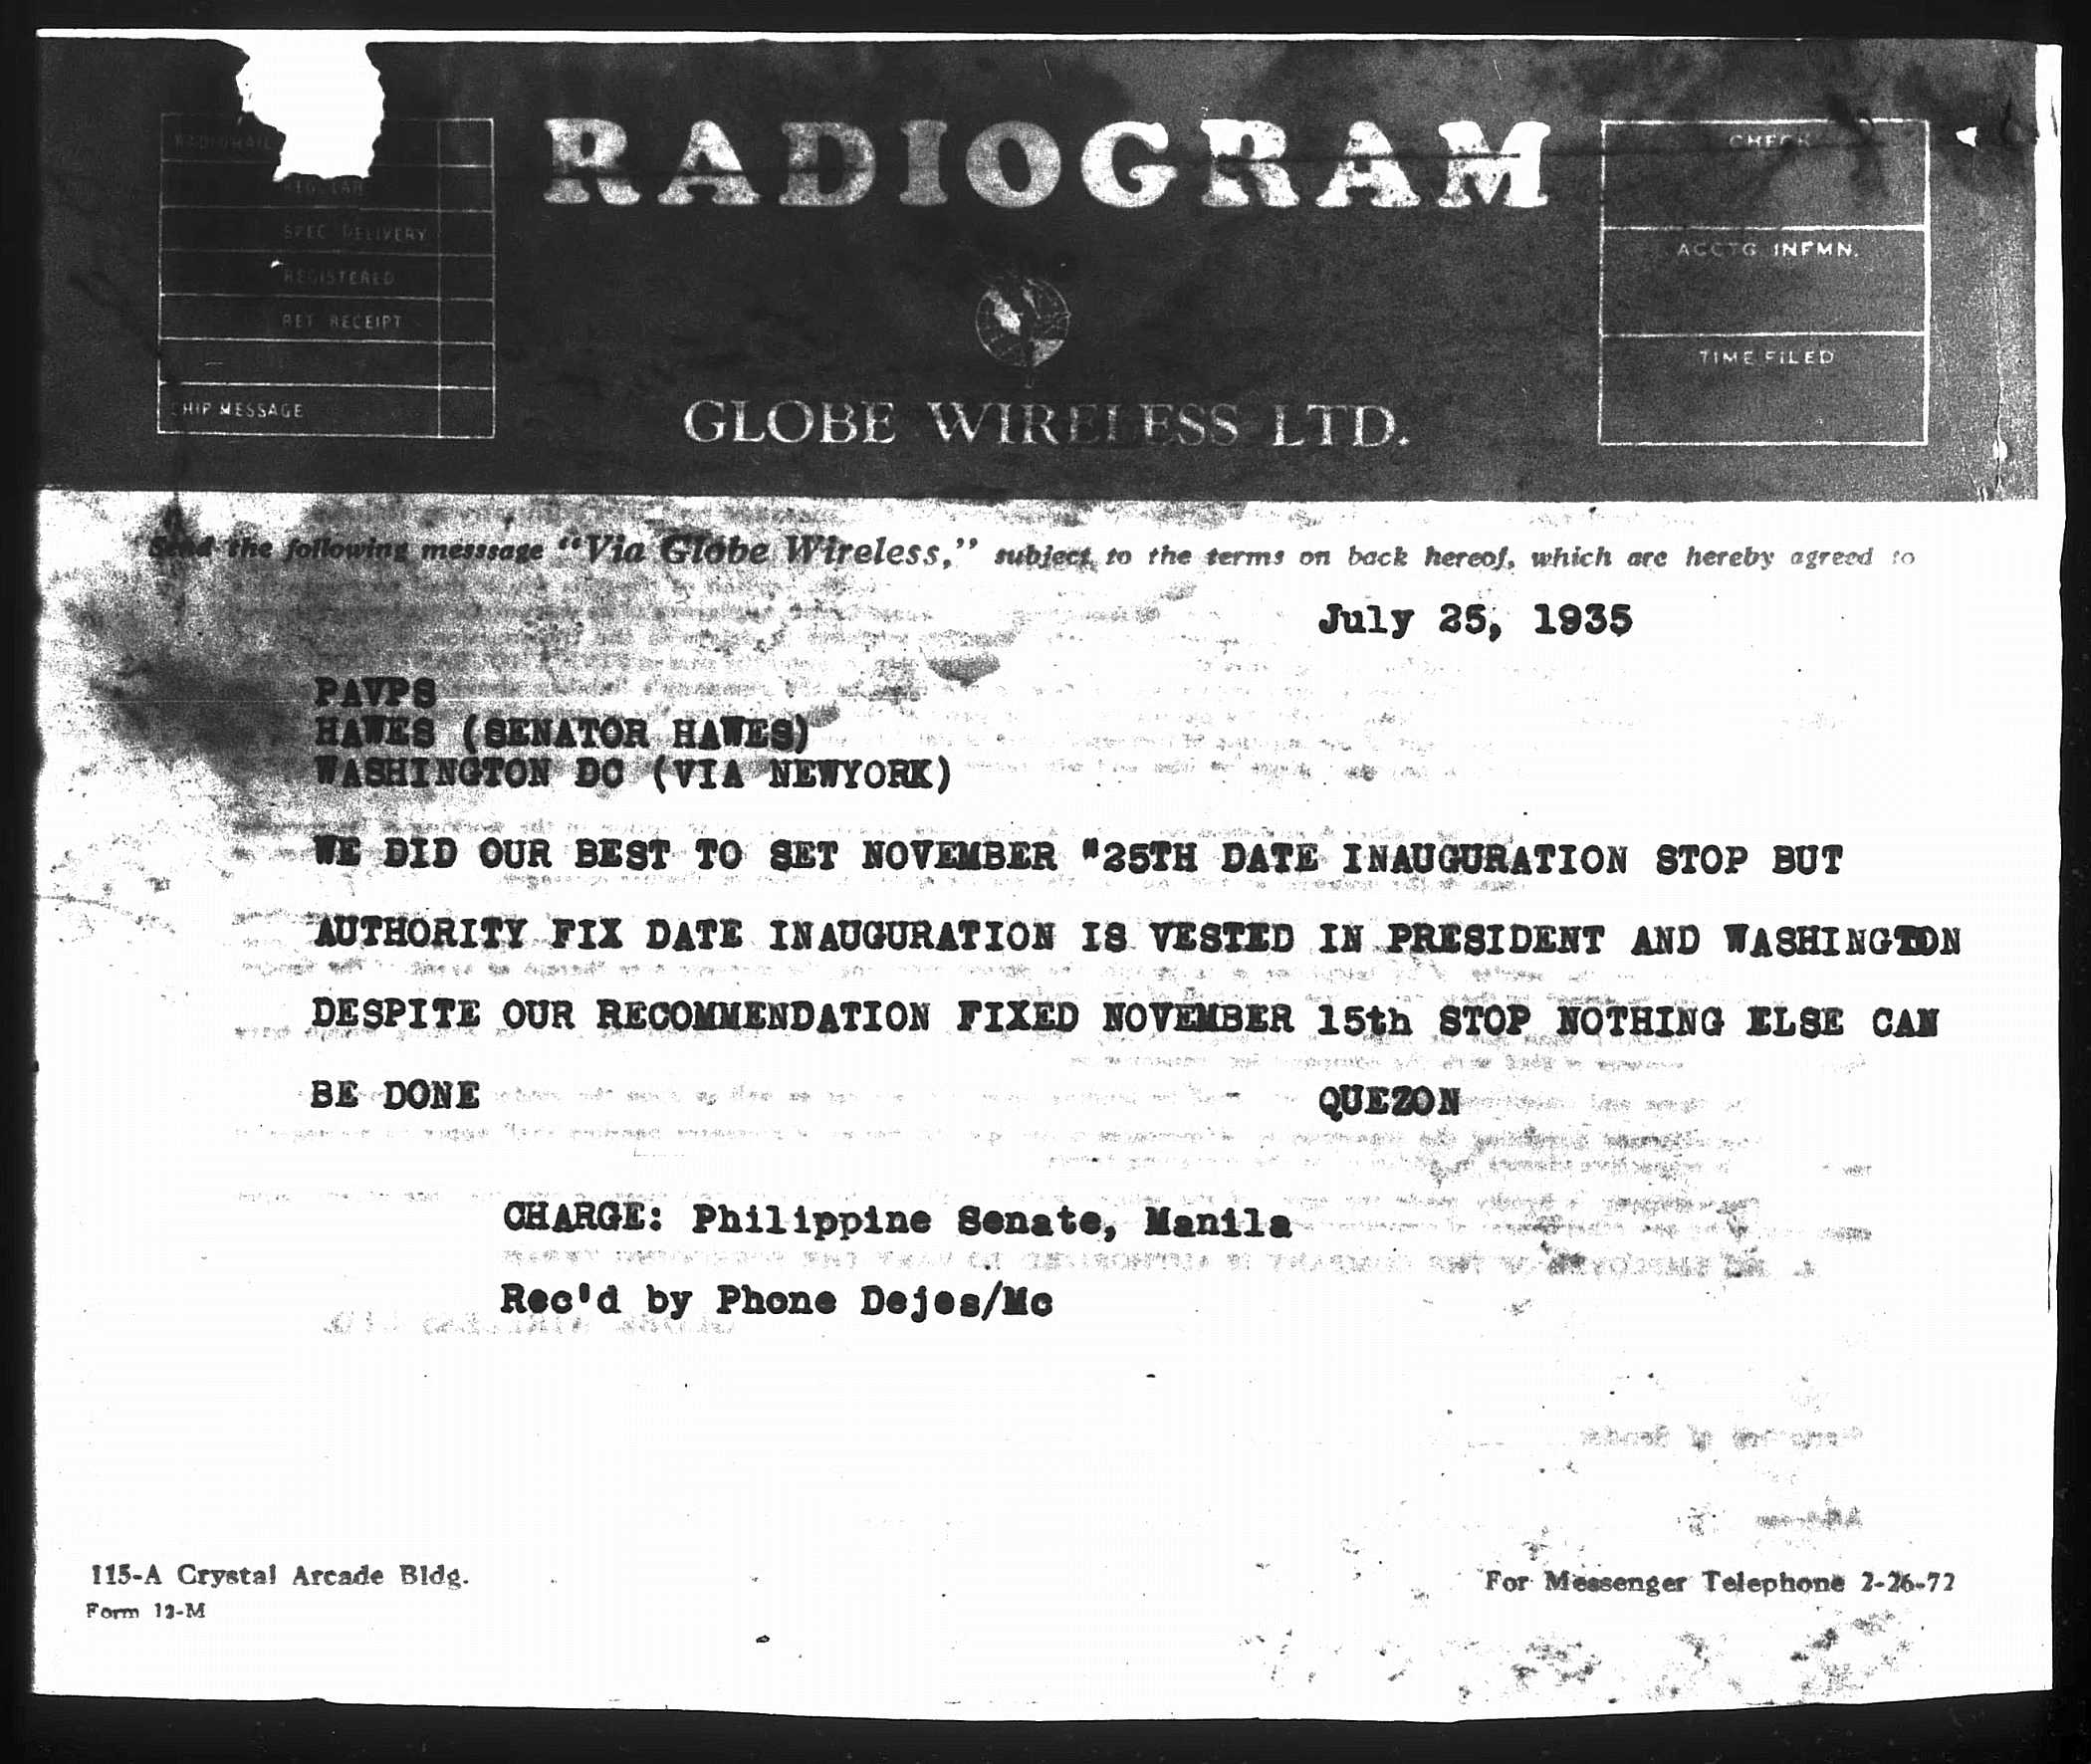 RADIOGRAM
REGULAR
SPEC DELIVERY
REGISTERED
RET RECEIPT
SHIP MESSAGE
CHECK
ACCTG INFMN.
TIME FILED
GLOBE WIRELESS LTD.
Send the following messsage “Via Globe Wireless,” subject to the terms on back hereof, which are hereby agreed to
July 25, 1935
PAVPS
HAWES (SENATOR HAWES)
WASHINGTON DC (VIA NEWYORK)
WE DID OUR BEST TO SET NOVEMBER "25TH DATE INAUGURATION STOP BUT
AUTHORITY FIX DATE INAUGURATION IS VESTED IN PRESIDENT AND WASHINGTON
DESPITE OUR RECOMMENDATION FIXED NOVEMBER 15th STOP NOTHING ELSE CAN
BE DONE QUEZON
CHARGE: Philippine Senate, Manila
Rec'd by Phone Dejes/Mc
115-A Crystal Arcade Bldg.
Form 12-M
For Messenger Telephone 2-26-72